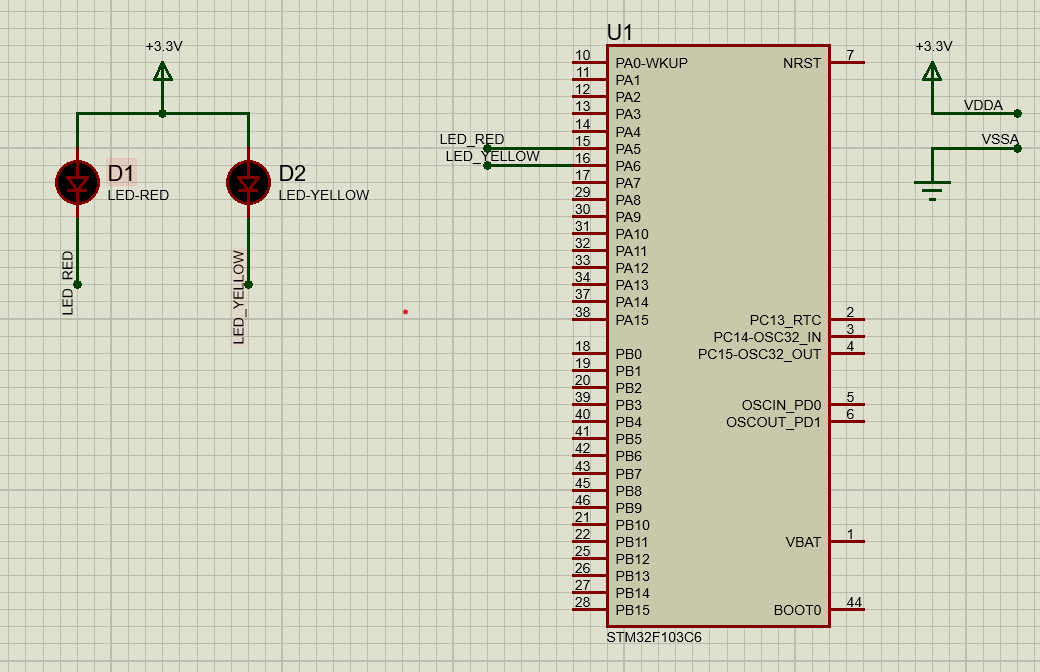 +3.3V
D1
LED-RED
LED_RED
D2
LED-YELLOW
LED_YELLOW
LED_RED
LED_YELLOW
U1
10 PA0-WKUP
11 PA1
12 PA2
13 PA3
14 PA4
15 PA5
16 PA6
17 PA7
29 PA8
30 PA9
31 PA10
32 PA11
33 PA12
34 PA13
37 PA14
38 PA15
18 PB0
19 PB1
20 PB2
39 PB3
40 PB4
41 PB5
42 PB6
43 PB7
45 PB8
46 PB9
21 PB10
22 PB11
25 PB12
26 PB13
27 PB14
28 PB15
NRST 7
PC13_RTC 2
PC14-OSC32_IN 3
PC15-OSC32_OUT 4
OSCIN_PD0 5
OSCOUT_PD1 6
VBAT 1
BOOT0 44
STM32F103C6
+3.3V
VDDA
VSSA